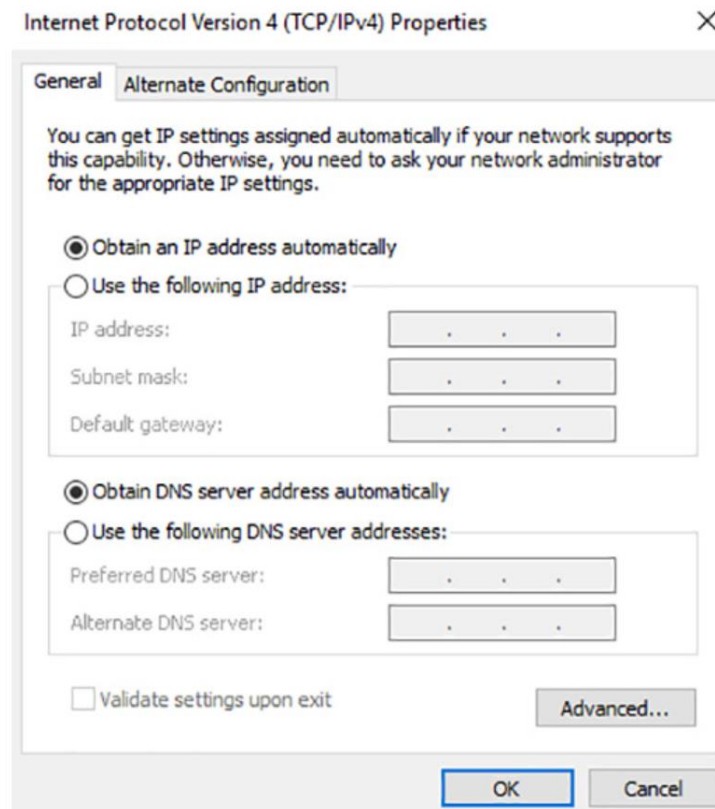 Internet Protocol Version 4 (TCP/IPv4) Properties
General
Alternate Configuration
You can get IP settings assigned automatically if your network supports
this capability. Otherwise, you need to ask your network administrator
for the appropriate IP settings.
Obtain an IP address automatically
Use the following IP address:
IP address:
Subnet mask:
Default gateway:
Obtain DNS server address automatically
Use the following DNS server addresses:
Preferred DNS server:
Alternate DNS server:
Validate settings upon exit
Advanced...
OK
Cancel